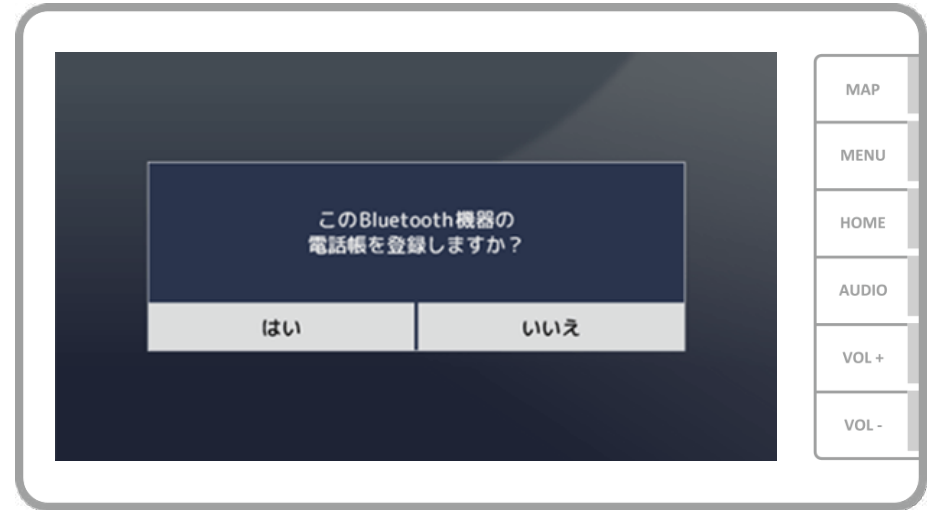 このBluetooth機器の
電話帳を登録しますか？
はい
いいえ
MAP
MENU
HOME
AUDIO
VOL +
VOL -